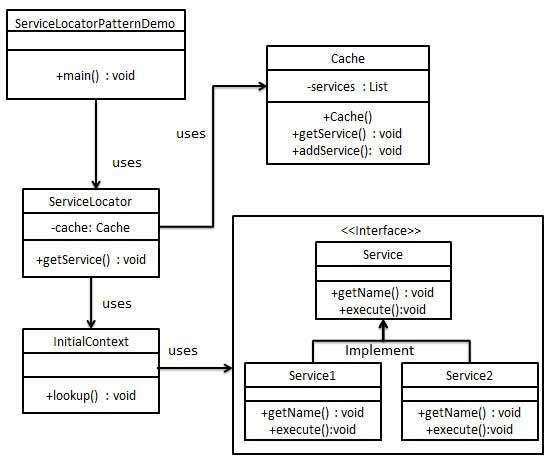 ServiceLocatorPatternDemo
+main() : void
Cache
-services : List
+Cache()
+getService() : void
+addService(): void
uses
uses
ServiceLocator
-cache: Cache
+getService() : void
uses
<<Interface>>
Service
+getName() : void
+execute():void
InitialContext
+lookup() : void
uses
Implement
Service1
+getName() : void
+execute():void
Service2
+getName() : void
+execute():void